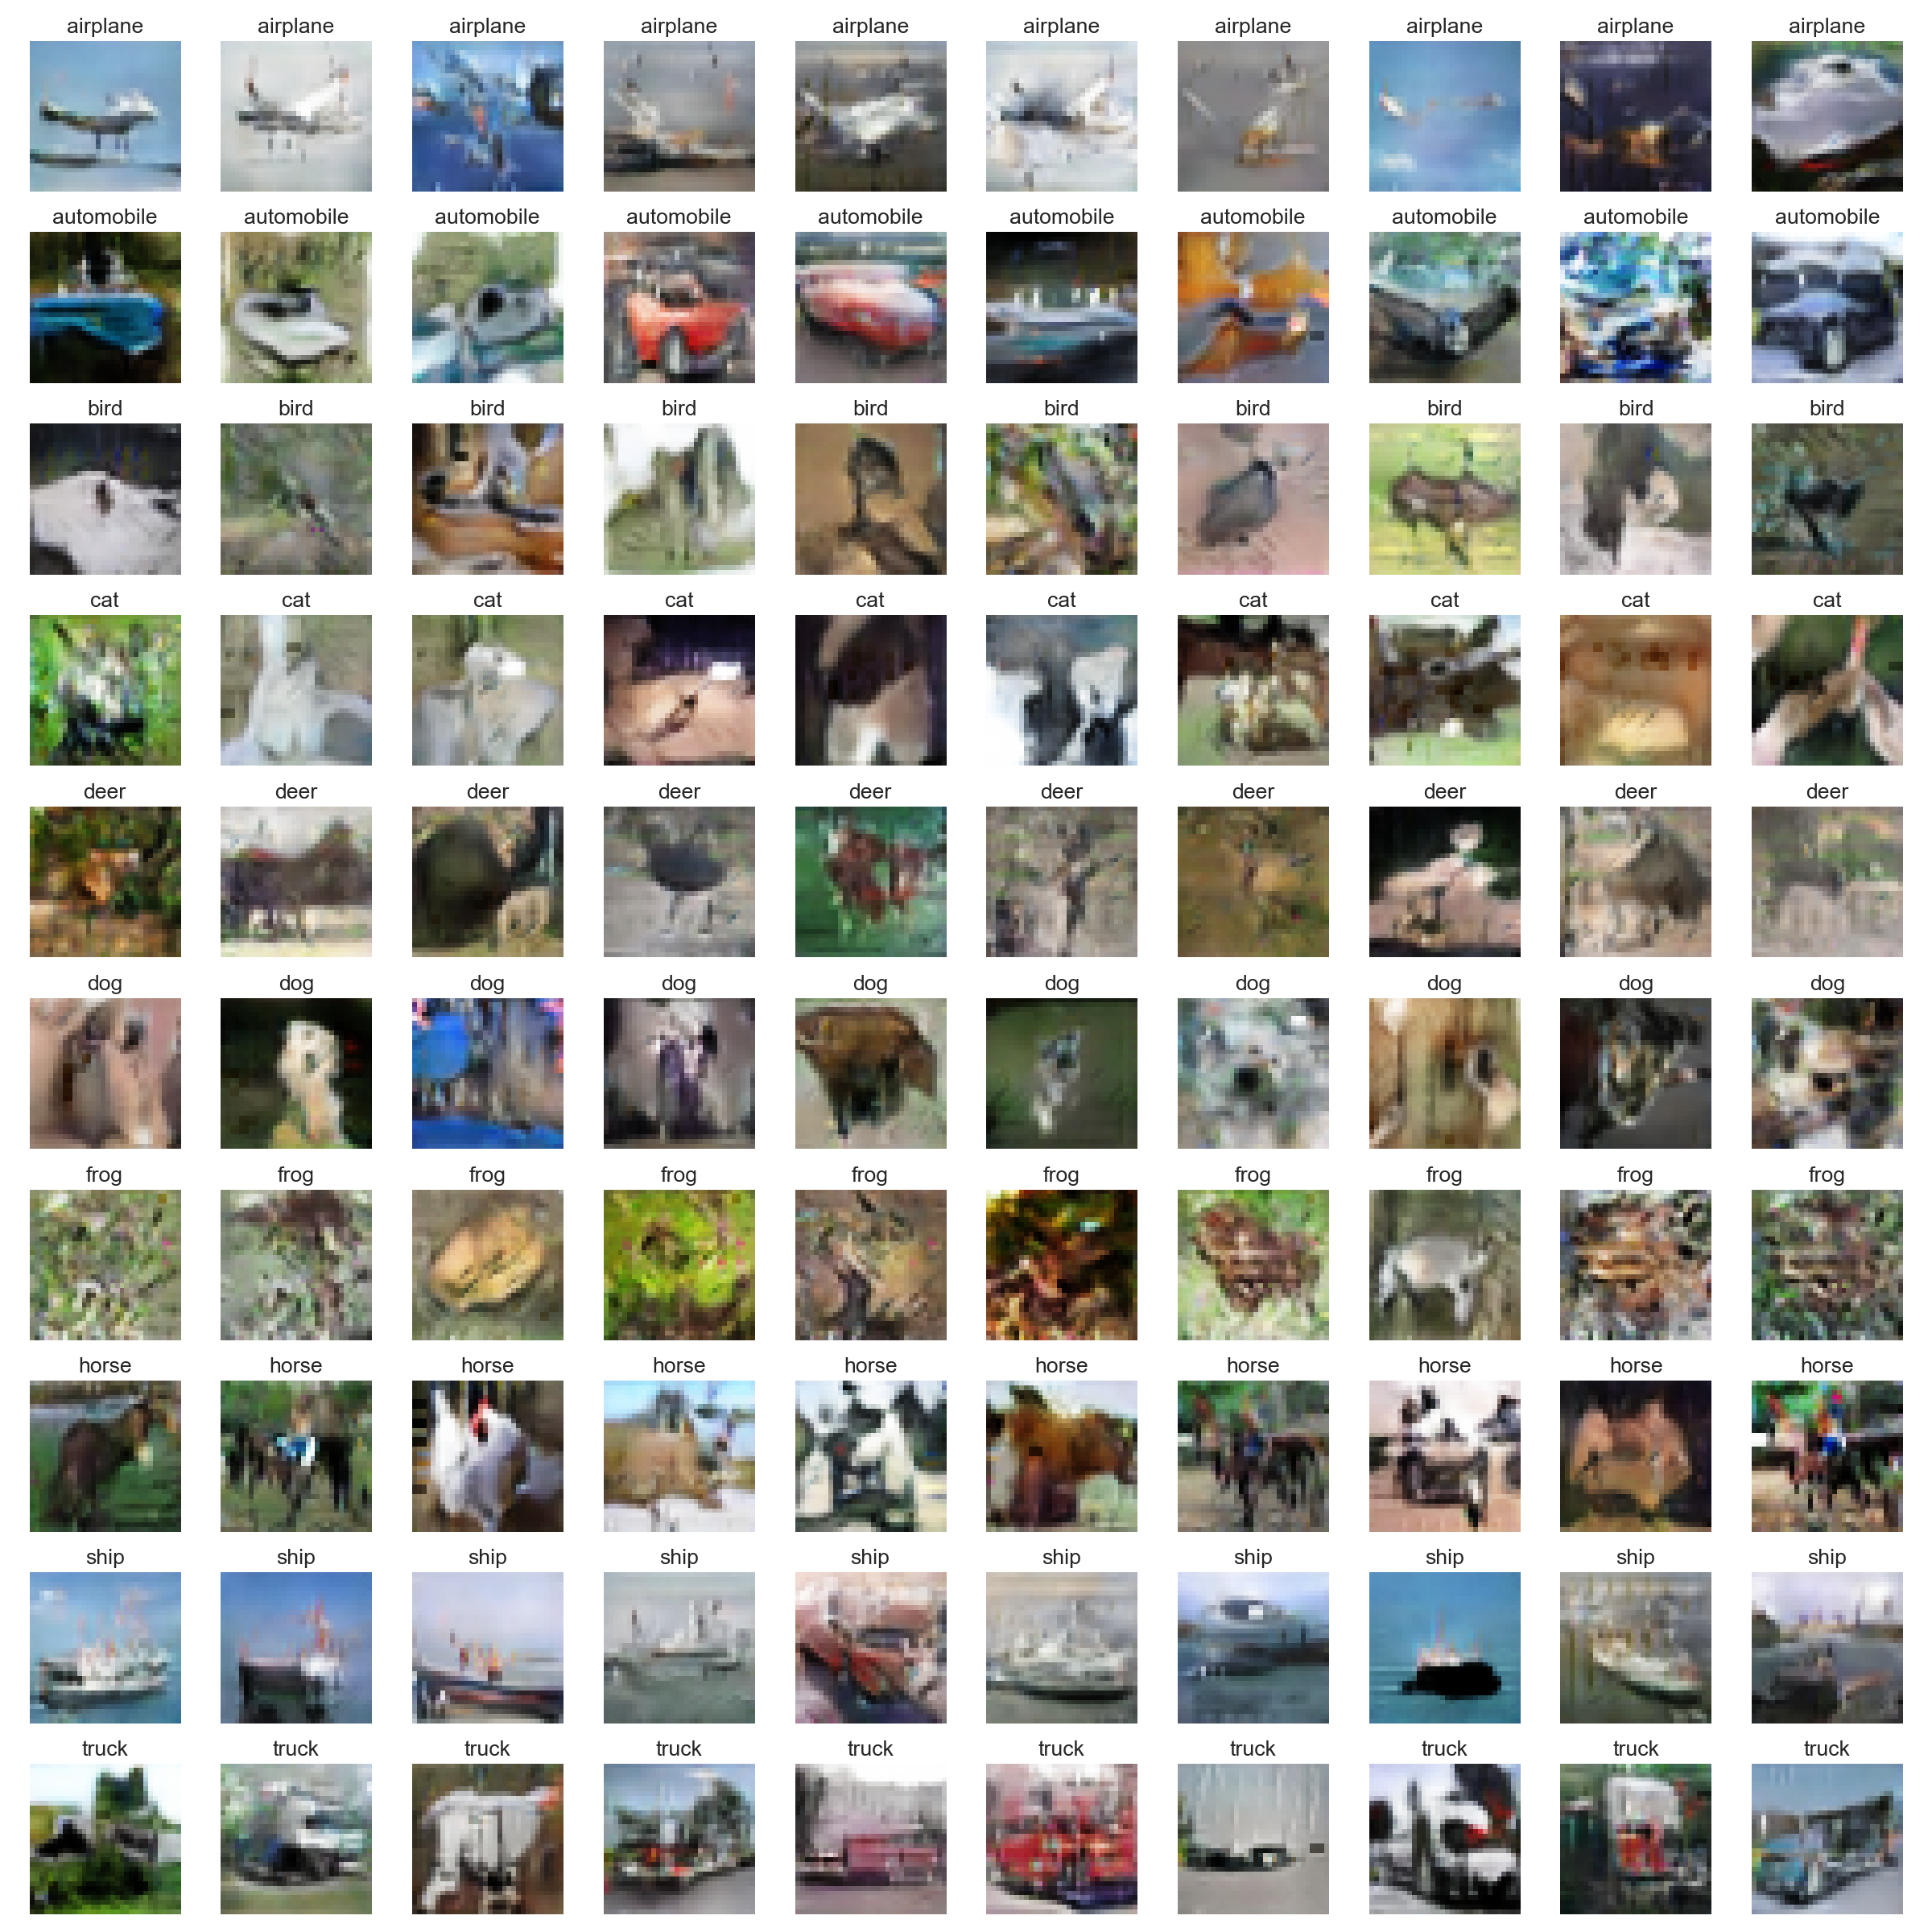 airplane airplane airplane airplane airplane airplane airplane airplane airplane airplane
automobile automobile automobile automobile automobile automobile automobile automobile automobile automobile
bird bird bird bird bird bird bird bird bird bird
cat cat cat cat cat cat cat cat cat cat
deer deer deer deer deer deer deer deer deer deer
dog dog dog dog dog dog dog dog dog dog
frog frog frog frog frog frog frog frog frog frog
horse horse horse horse horse horse horse horse horse horse
ship ship ship ship ship ship ship ship ship ship
truck truck truck truck truck truck truck truck truck truck